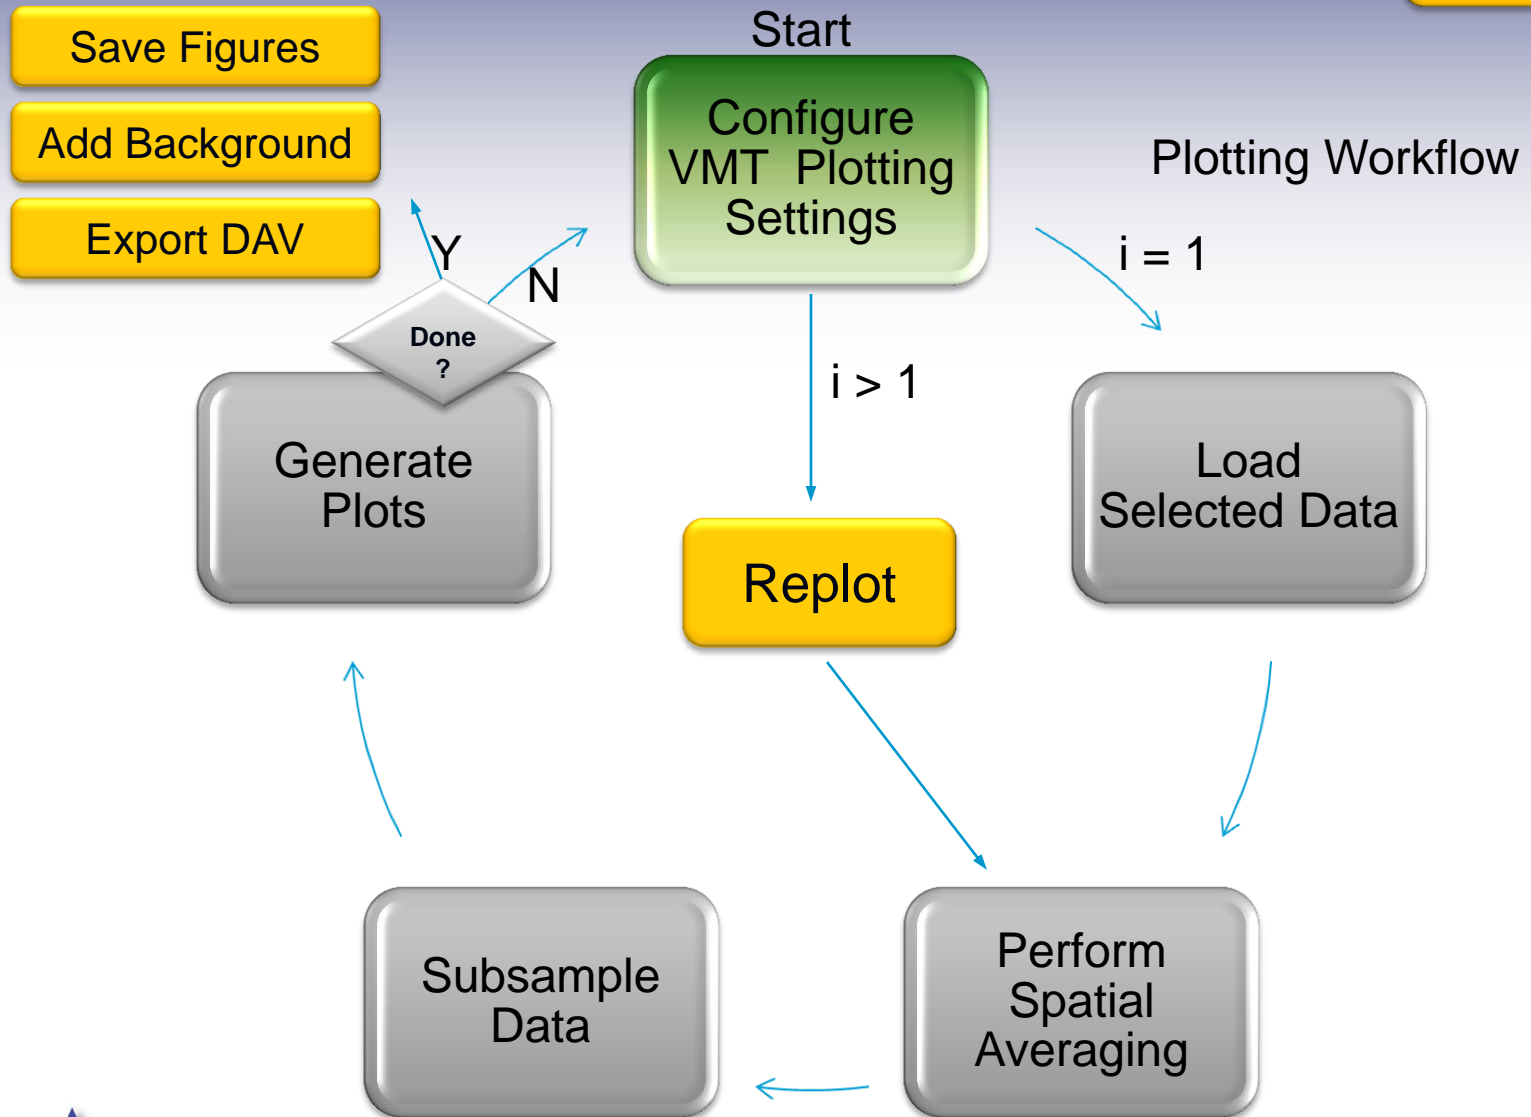 Save Figures
Add Background
Export DAV
Start
Configure
VMT Plotting
Settings
Plotting Workflow
Y
N
i = 1
Done
?
i > 1
Generate
Plots
Load
Selected Data
Replot
Subsample
Data
Perform
Spatial
Averaging